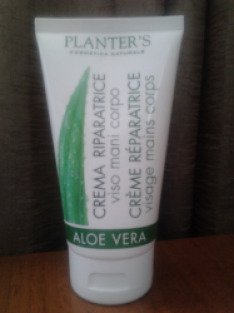 PLANTER'S
COSMETICA NATURALE
CREMA RIPARATRICE
viso mani corpo
CRÈME RÉPARATRICE
visage mains corps
ALOE VERA